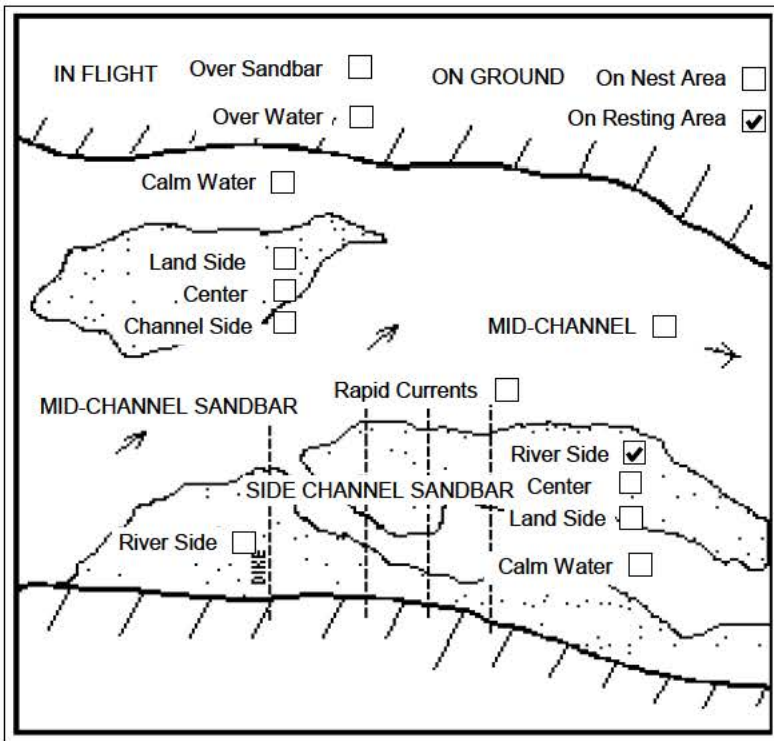 IN FLIGHT Over Sandbar ON GROUND On Nest Area
Over Water On Resting Area
Calm Water
Land Side
Center
Channel Side
MID-CHANNEL
Rapid Currents
MID-CHANNEL SANDBAR
River Side
SIDE CHANNEL SANDBAR Center
Land Side
River Side
DIKE
Calm Water